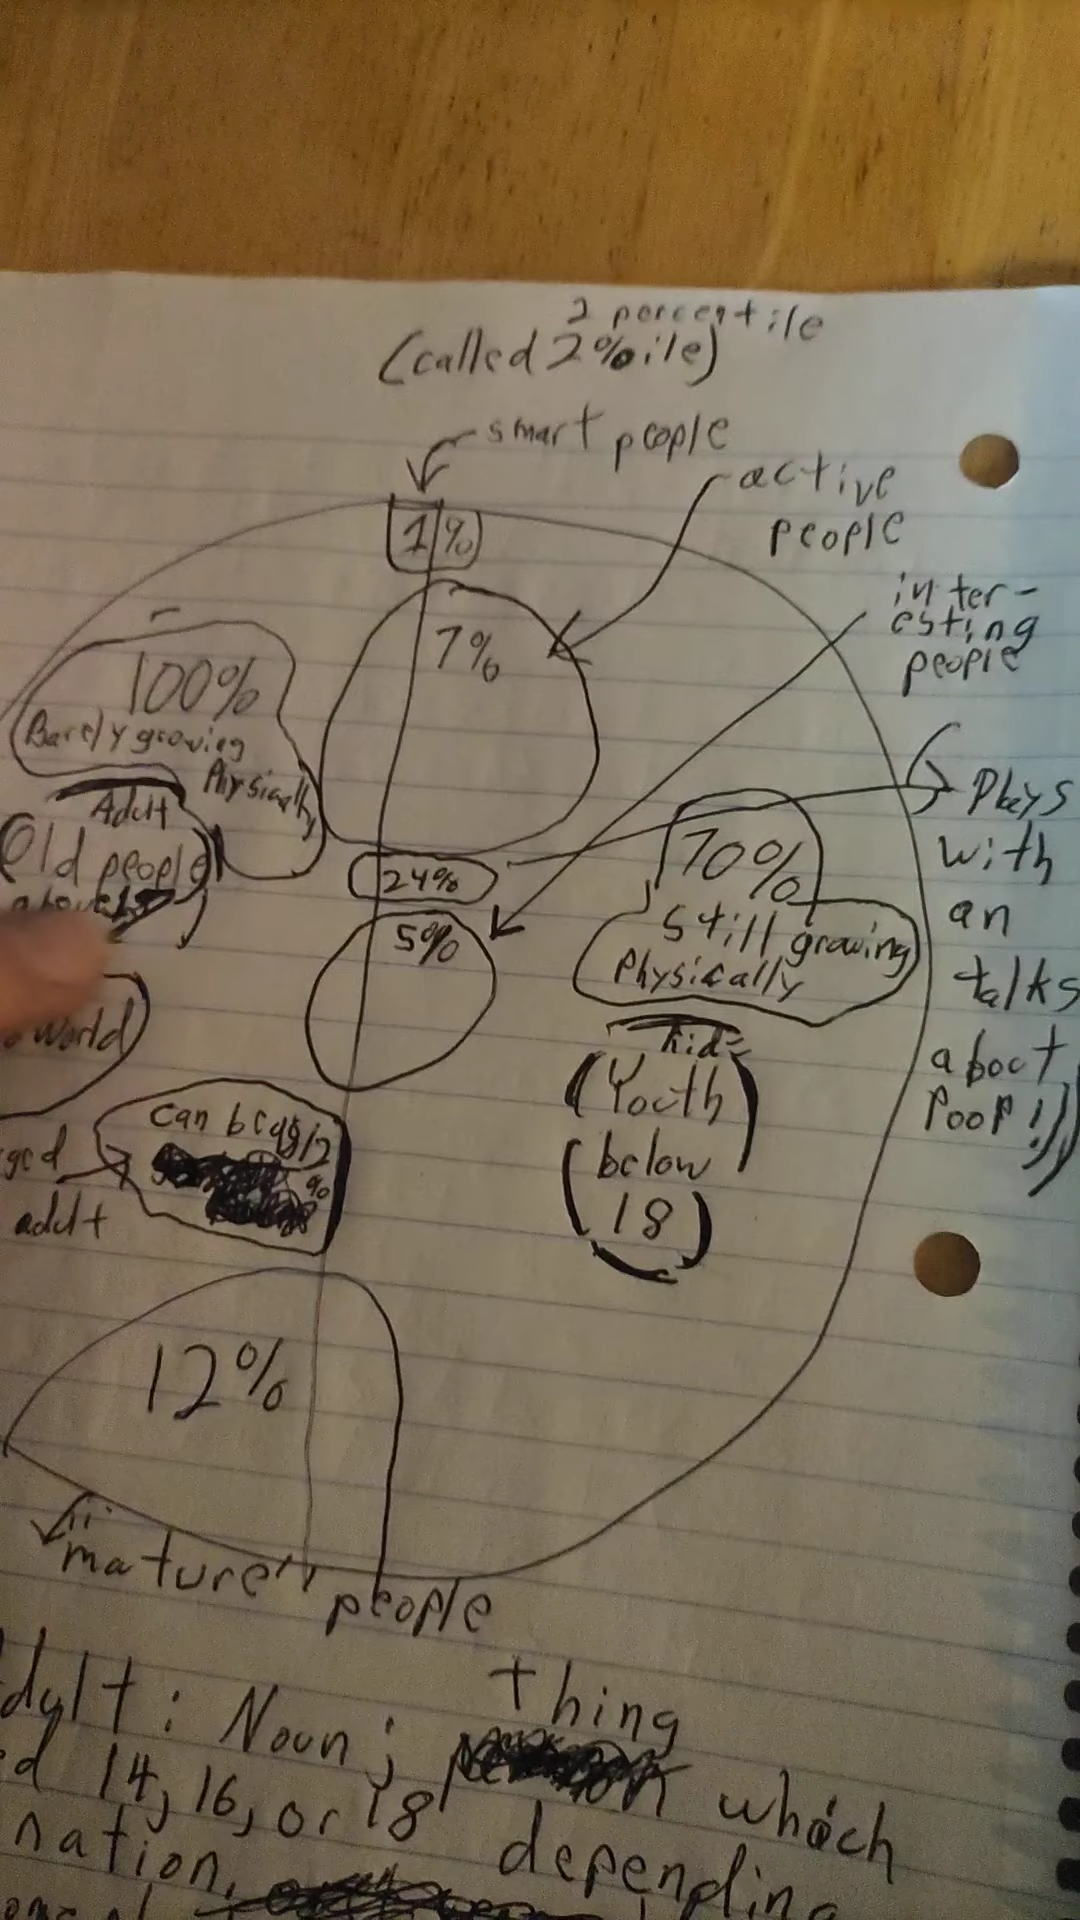 2 percentile
(called 2%ile)
smart people
active
people
1%
inter-
esting
people
7%
100%
Barely growing
Physically
Adult
Old people
Plays
with
an
talks
about
Poop!))
70%
still growing
Physically
24%
5%
kid=
(Youth)
(below
18)
World
can be
%
adult
12%
"mature"
people
thing
Noun;
which
14, 16, or 18
depending
nation,